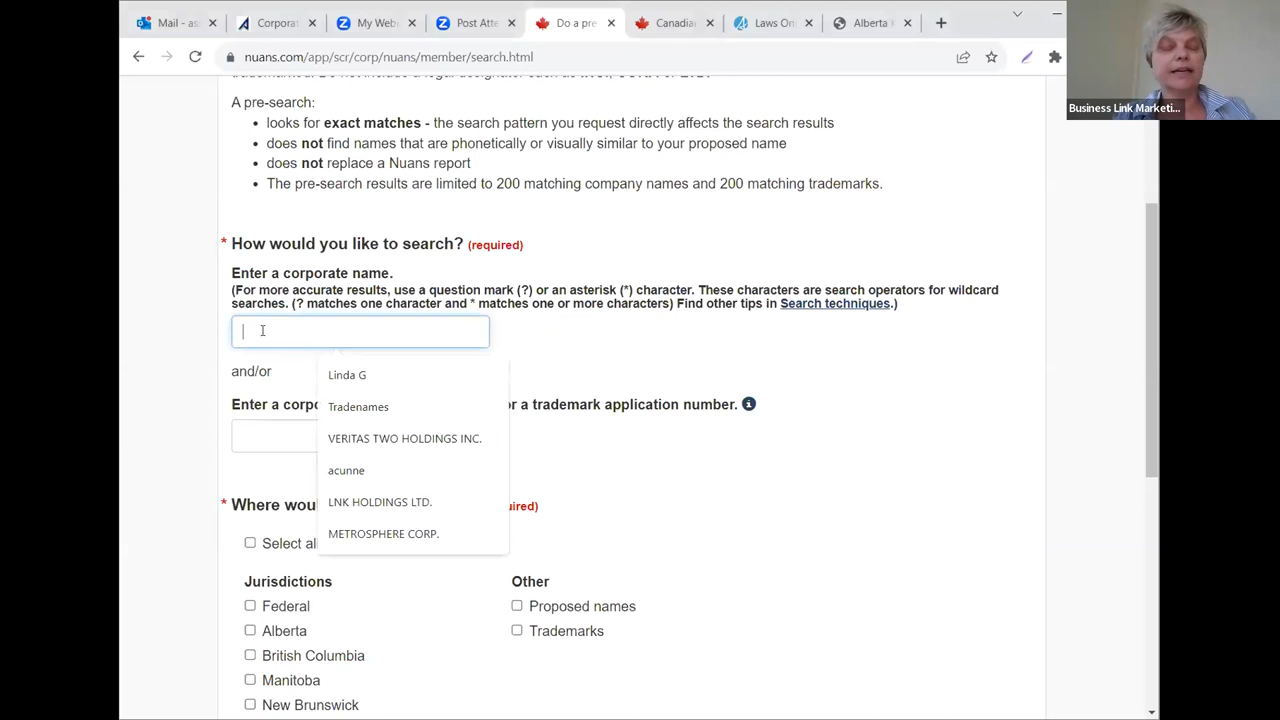 Mail - as
Corporat
My Web
Post Atte
Do a pre
Canadian
Laws On
Alberta
nuans.com/app/scr/corp/nuans/member/search.html
Business Link Marketi...
A pre-search:
• looks for exact matches - the search pattern you request directly affects the search results
• does not find names that are phonetically or visually similar to your proposed name
• does not replace a Nuans report
• The pre-search results are limited to 200 matching company names and 200 matching trademarks.
* How would you like to search? (required)
Enter a corporate name.
(For more accurate results, use a question mark (?) or an asterisk (*) character. These characters are search operators for wildcard
searches. (? matches one character and * matches one or more characters) Find other tips in Search techniques.)
and/or
Linda G
Enter a corpo
Tradenames
or a trademark application number.
VERITAS TWO HOLDINGS INC.
acunne
LNK HOLDINGS LTD.
METROSPHERE CORP.
* Where wou
uired)
Select al
Jurisdictions
Other
Federal
Proposed names
Alberta
Trademarks
British Columbia
Manitoba
New Brunswick